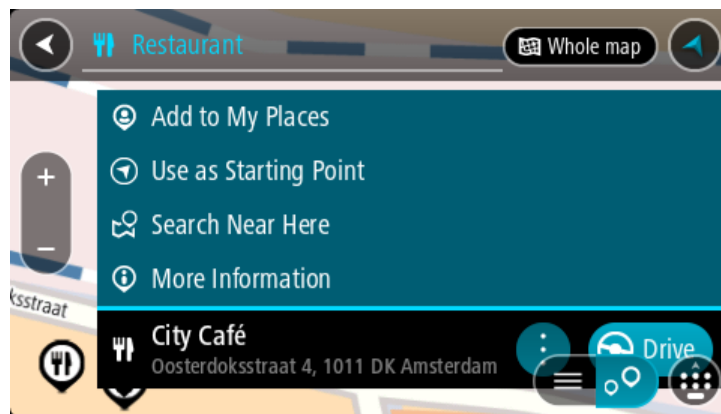 Restaurant
Whole map
Add to My Places
Use as Starting Point
Search Near Here
More Information
ksstraat
City Café
Oosterdoksstraat 4, 1011 DK Amsterdam
Drive